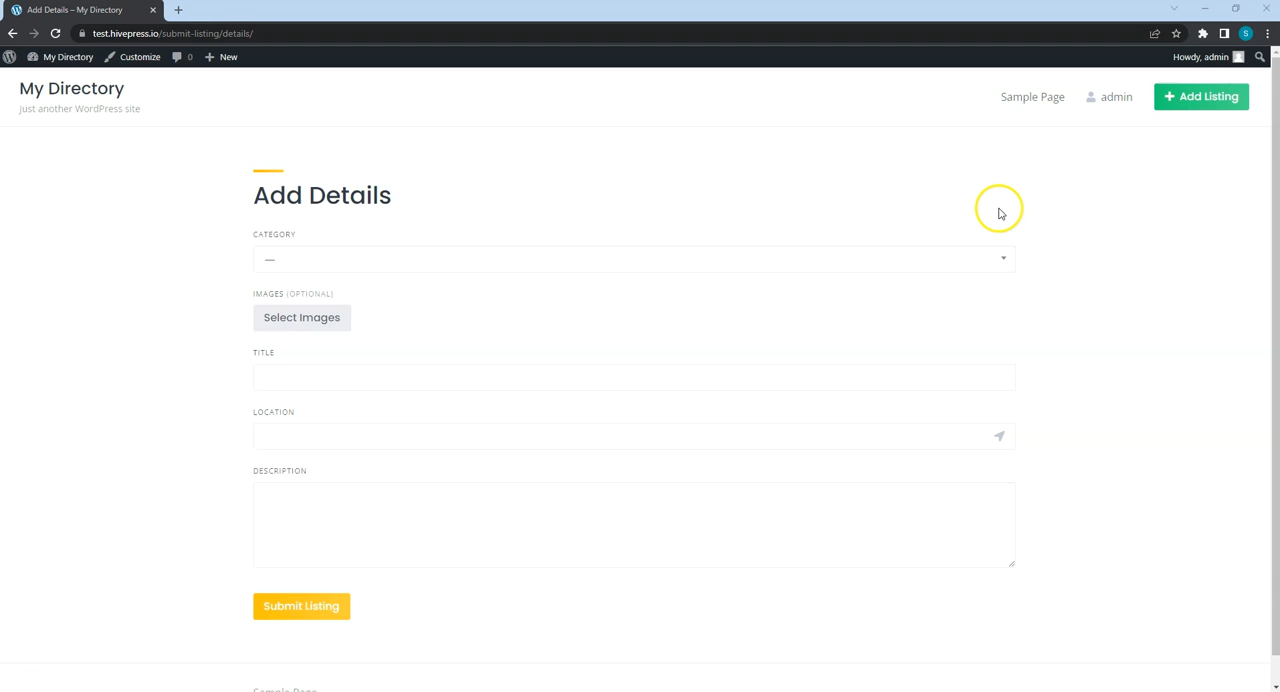 Add Details – My Directory
test.hivepress.io/submit-listing/details/
S
My Directory Customize 0 New Howdy, admin
My Directory
Just another WordPress site
Sample Page admin Add Listing
Add Details
CATEGORY
—
IMAGES (OPTIONAL)
Select Images
TITLE
LOCATION
DESCRIPTION
Submit Listing
Sample Page